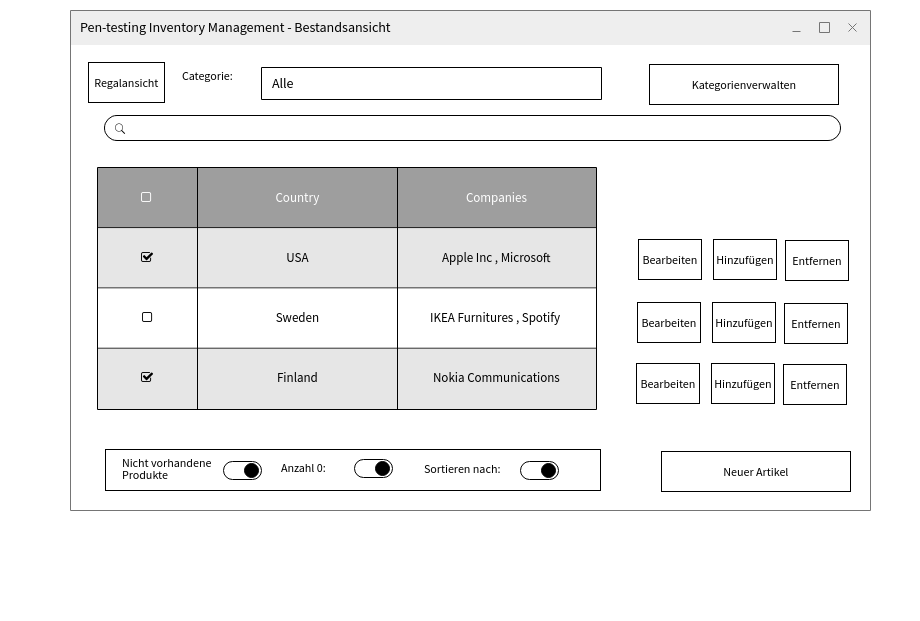 Pen-testing Inventory Management - Bestandsansicht
Regalansicht
Categorie:
Alle
Kategorienverwalten
Country Companies
USA Apple Inc , Microsoft
Bearbeiten Hinzufügen Entfernen
Sweden IKEA Furnitures , Spotify
Bearbeiten Hinzufügen Entfernen
Finland Nokia Communications
Bearbeiten Hinzufügen Entfernen
Nicht vorhandene
Produkte
Anzahl 0:
Sortieren nach:
Neuer Artikel